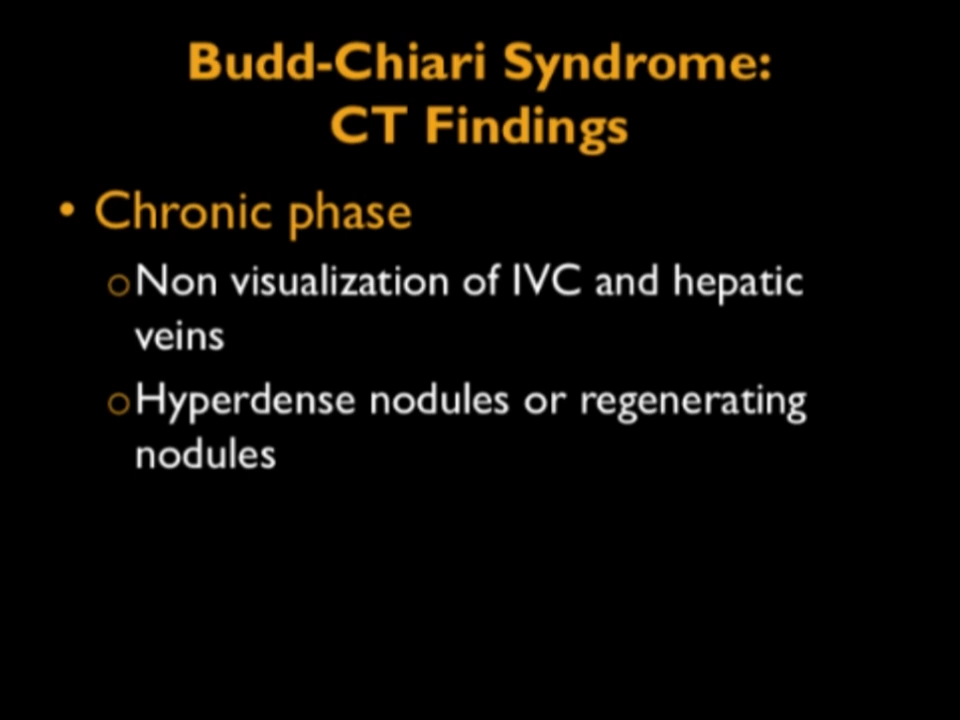 Budd-Chiari Syndrome:
CT Findings
• Chronic phase
o Non visualization of IVC and hepatic
veins
o Hyperdense nodules or regenerating
nodules